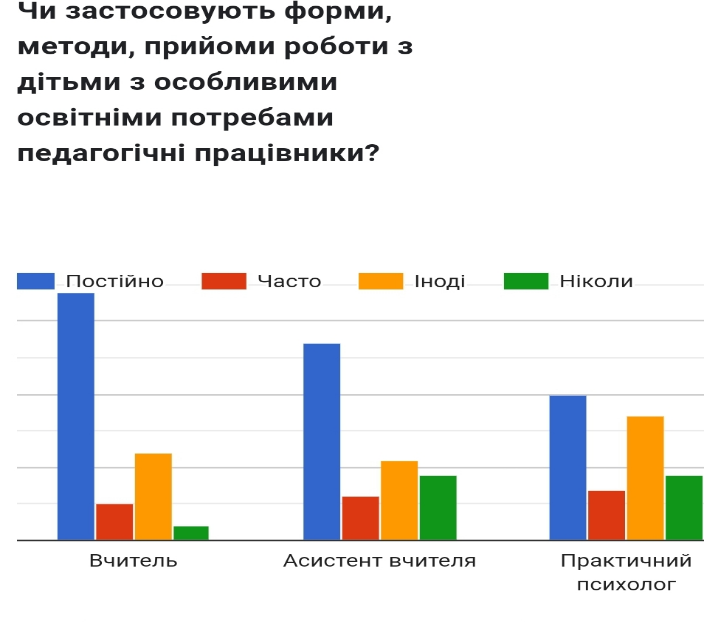 Чи застосовують форми,
методи, прийоми роботи з
дітьми з особливими
освітніми потребами
педагогічні працівники?
Постійно Часто Іноді Ніколи
Вчитель Асистент вчителя Практичний
психолог